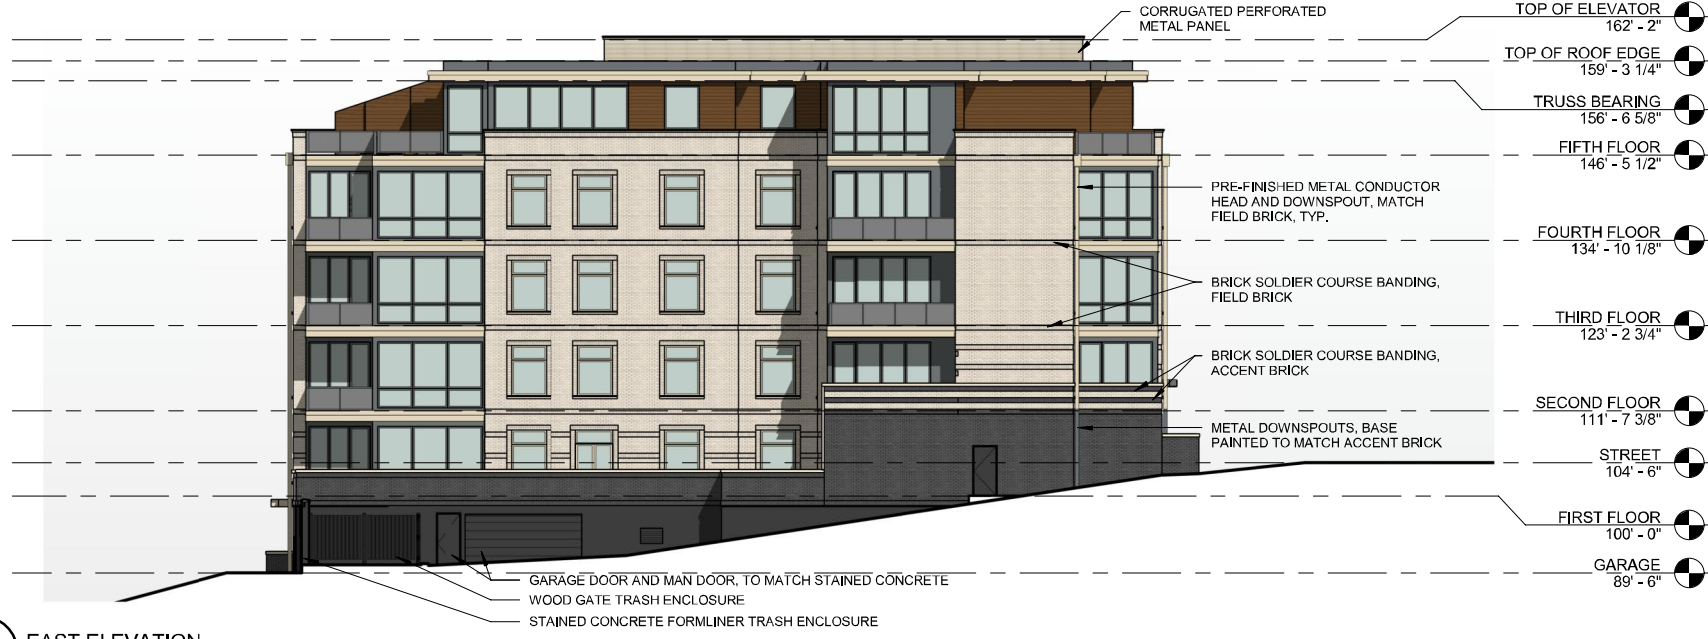 CORRUGATED PERFORATED
METAL PANEL
TOP OF ELEVATOR
162' - 2"
TOP OF ROOF EDGE
159' - 3 1/4"
TRUSS BEARING
156' - 6 5/8"
FIFTH FLOOR
146' - 5 1/2"
PRE-FINISHED METAL CONDUCTOR
HEAD AND DOWNSPOUT, MATCH
FIELD BRICK, TYP.
FOURTH FLOOR
134' - 10 1/8"
BRICK SOLDIER COURSE BANDING,
FIELD BRICK
THIRD FLOOR
123' - 2 3/4"
BRICK SOLDIER COURSE BANDING,
ACCENT BRICK
SECOND FLOOR
111' - 7 3/8"
METAL DOWNSPOUTS, BASE
PAINTED TO MATCH ACCENT BRICK
STREET
104' - 6"
FIRST FLOOR
100' - 0"
GARAGE
89' - 6"
GARAGE DOOR AND MAN DOOR, TO MATCH STAINED CONCRETE
WOOD GATE TRASH ENCLOSURE
STAINED CONCRETE FORMLINER TRASH ENCLOSURE
EAST ELEVATION